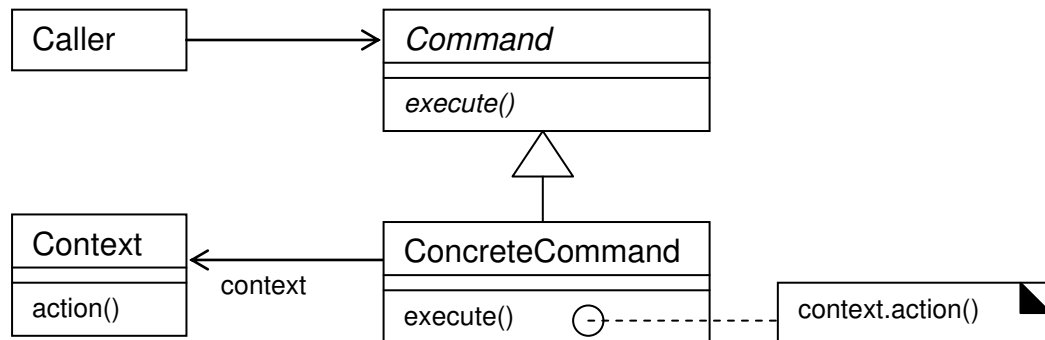 Caller
Command
execute()
Context
action()
context
ConcreteCommand
execute()
context.action()